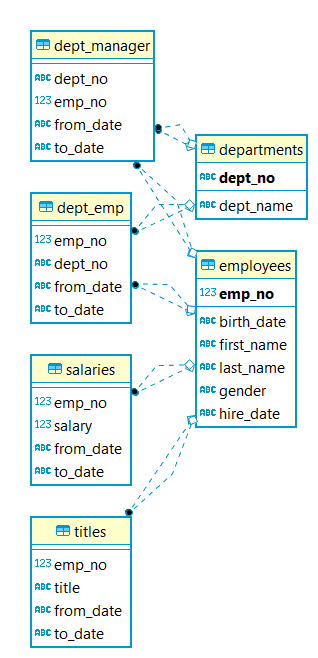 dept_manager
ABC dept_no
123 emp_no
ABC from_date
ABC to_date
departments
ABC dept_no
ABC dept_name
dept_emp
123 emp_no
ABC dept_no
ABC from_date
ABC to_date
employees
123 emp_no
ABC birth_date
ABC first_name
ABC last_name
ABC gender
ABC hire_date
salaries
123 emp_no
123 salary
ABC from_date
ABC to_date
titles
123 emp_no
ABC title
ABC from_date
ABC to_date